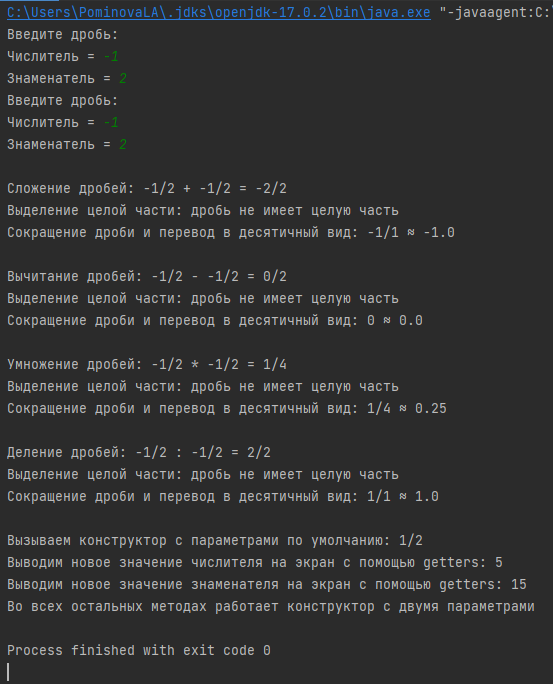 C:\Users\PominovaLA\.jdks\openjdk-17.0.2\bin\java.exe "-javaagent:C:\
Введите дробь:
Числитель = -1
Знаменатель = 2
Введите дробь:
Числитель = -1
Знаменатель = 2
Сложение дробей: -1/2 + -1/2 = -2/2
Выделение целой части: дробь не имеет целую часть
Сокращение дроби и перевод в десятичный вид: -1/1 ≈ -1.0
Вычитание дробей: -1/2 - -1/2 = 0/2
Выделение целой части: дробь не имеет целую часть
Сокращение дроби и перевод в десятичный вид: 0 ≈ 0.0
Умножение дробей: -1/2 * -1/2 = 1/4
Выделение целой части: дробь не имеет целую часть
Сокращение дроби и перевод в десятичный вид: 1/4 ≈ 0.25
Деление дробей: -1/2 : -1/2 = 2/2
Выделение целой части: дробь не имеет целую часть
Сокращение дроби и перевод в десятичный вид: 1/1 ≈ 1.0
Вызываем конструктор с параметрами по умолчанию: 1/2
Выводим новое значение числителя на экран с помощью getters: 5
Выводим новое значение знаменателя на экран с помощью getters: 15
Во всех остальных методах работает конструктор с двумя параметрами
Process finished with exit code 0